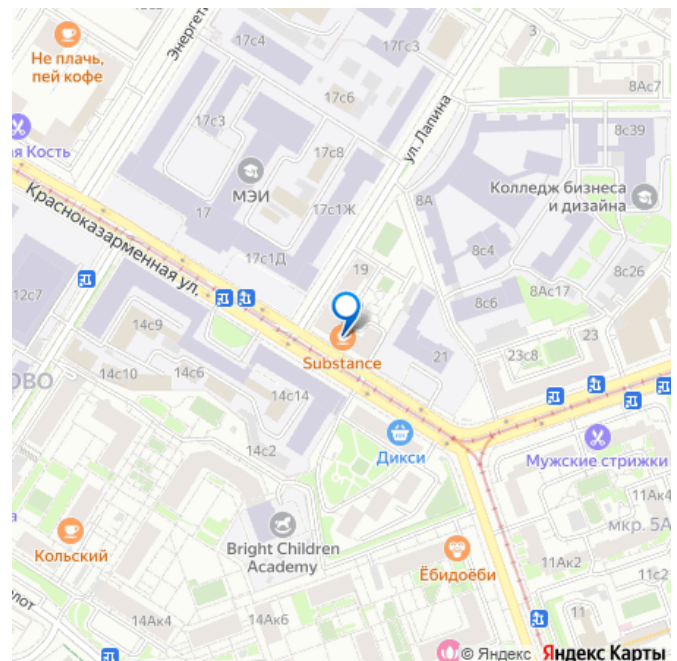 Энергет
17с4
17Гс3
3
Не плачь,
пей кофе
17с6
8Ас7
17с3
ул. Лапина
8с39
ая Кость
17с8
МЭИ
Колледж бизнеса
и дизайна
8А
17
17с1Ж
Красноказарменная ул.
17с1Д
8с4
19
8с26
12с7
8Ас17
8с6
14с9
23
Substance
21
23с8
ОВО
14с10
14с6
14с14
Дикси
Мужские стрижки
14с2
11Ак4
мкр. 5А
Bright Children
Academy
Кольский
Ёбидоёби
11Ак2
11с2
лот
14Ак4
14Ак6
11
© Яндекс Яндекс Карты